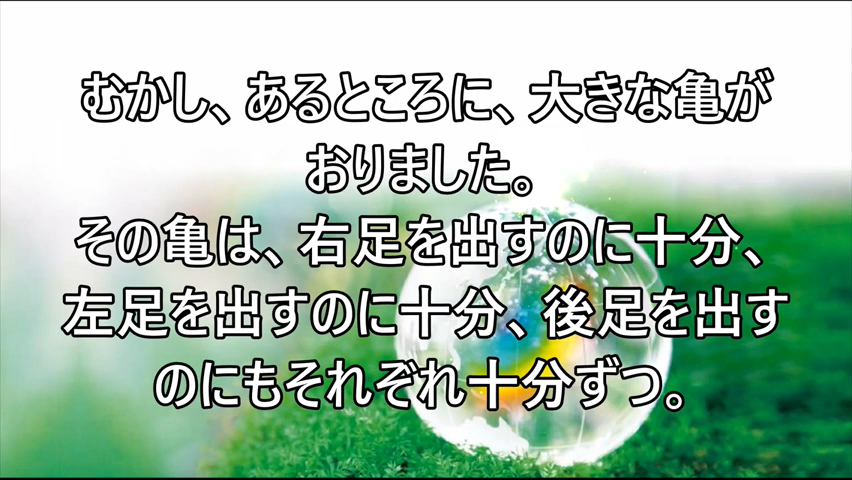 むかし、あるところに、大きな亀が
おりました。
その亀は、右足を出すのに十分、
左足を出すのに十分、後足を出す
のにもそれぞれ十分ずつ。